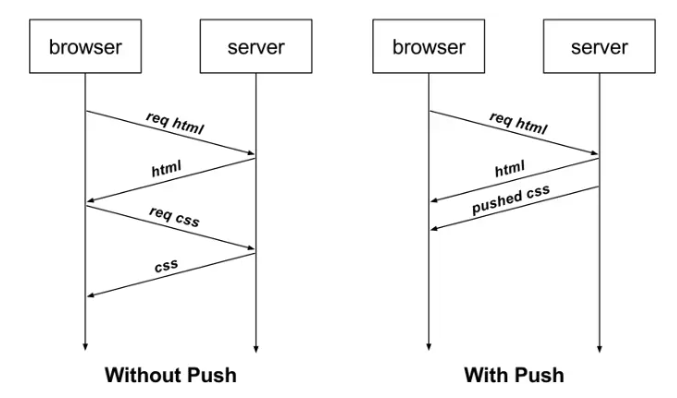 browser
server
req html
html
req css
css
Without Push
browser
server
req html
html
pushed css
With Push